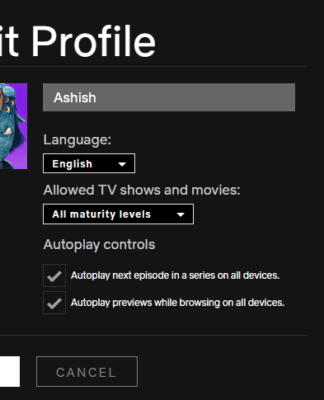 it Profile
Ashish
Language:
English
Allowed TV shows and movies:
All maturity levels
Autoplay controls
Autoplay next episode in a series on all devices.
Autoplay previews while browsing on all devices.
CANCEL